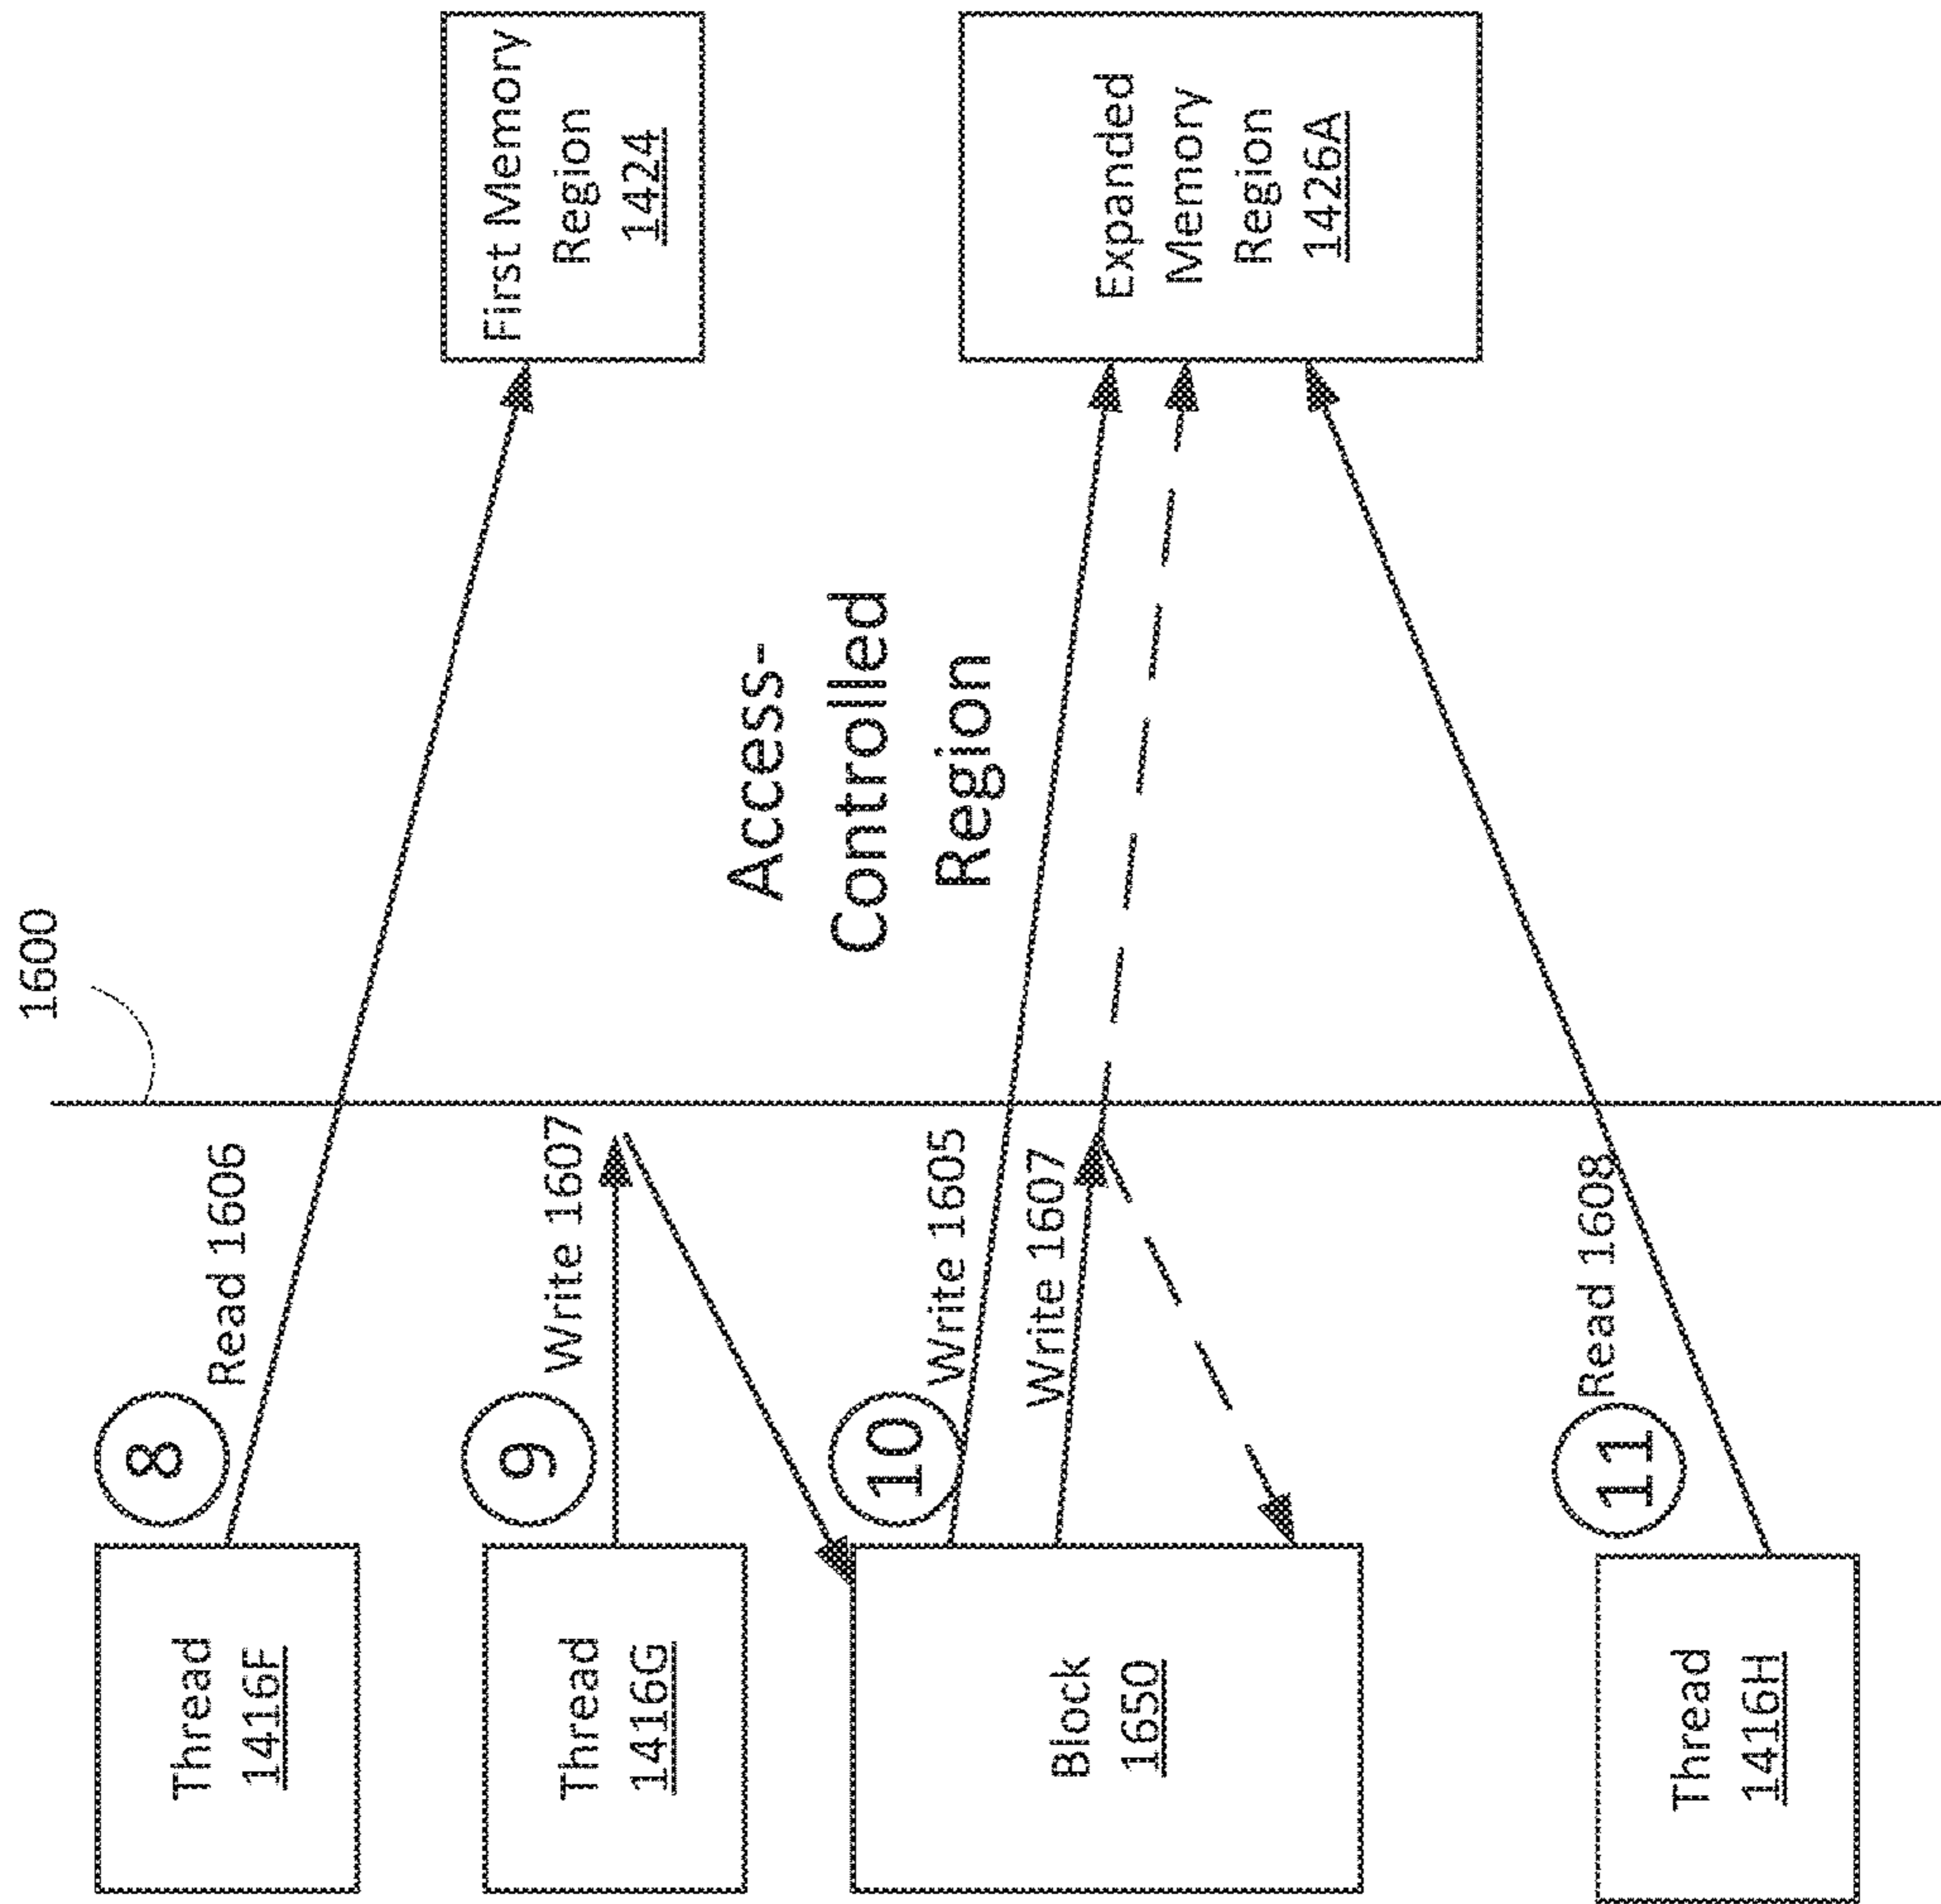 1600
Thread
1416F
8
Read 1606
First Memory
Region
1424
Thread
1416G
9
Write 1607
Access-
Controlled
Region
Block
1650
10
Write 1605
Write 1607
Expanded
Memory
Region
1426A
Thread
1416H
11
Read 1608